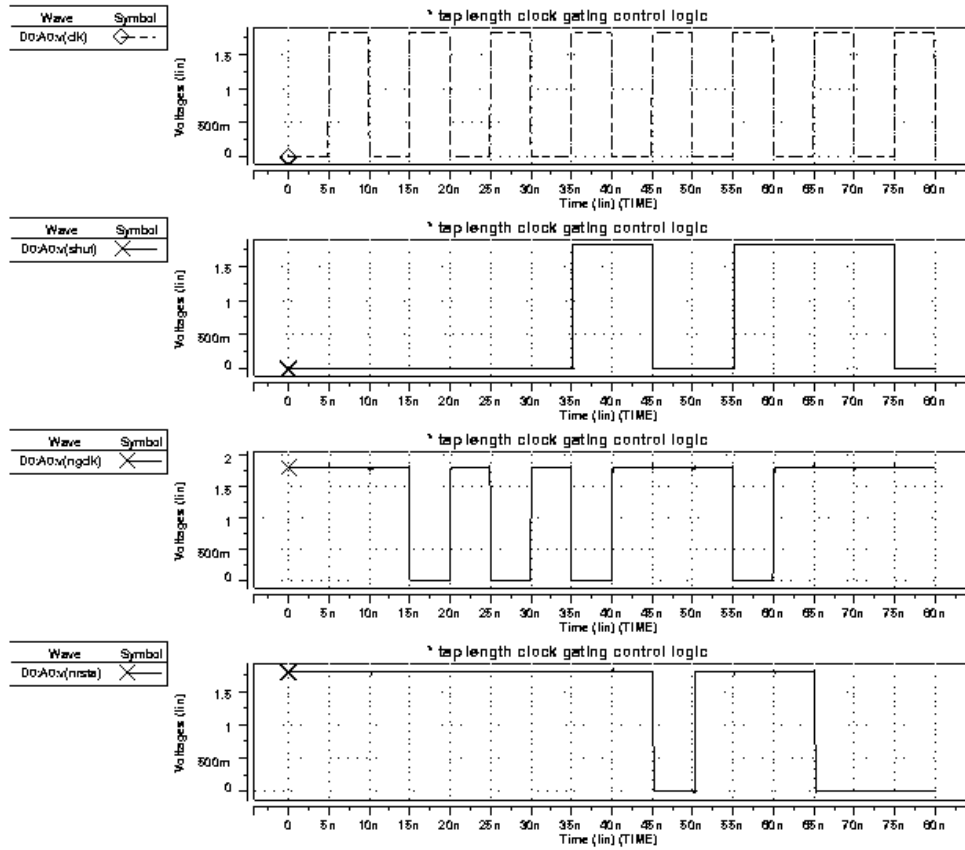 Wave Symbol
D0:A0:v(clk)
* tap length clock gating control logic
Voltages (lin)
1.5
1
500m
0
0 5n 10n 15n 20n 25n 30n 35n 40n 45n 50n 55n 60n 65n 70n 75n 80n
Time (lin) (TIME)
Wave Symbol
D0:A0:v(shut)
* tap length clock gating control logic
Voltages (lin)
1.5
1
500m
0
0 5n 10n 15n 20n 25n 30n 35n 40n 45n 50n 55n 60n 65n 70n 75n 80n
Time (lin) (TIME)
Wave Symbol
D0:A0:v(ngclk)
* tap length clock gating control logic
Voltages (lin)
2
1.5
1
500m
0
0 5n 10n 15n 20n 25n 30n 35n 40n 45n 50n 55n 60n 65n 70n 75n 80n
Time (lin) (TIME)
Wave Symbol
D0:A0:v(nrsta)
* tap length clock gating control logic
Voltages (lin)
1.5
1
500m
0
0 5n 10n 15n 20n 25n 30n 35n 40n 45n 50n 55n 60n 65n 70n 75n 80n
Time (lin) (TIME)